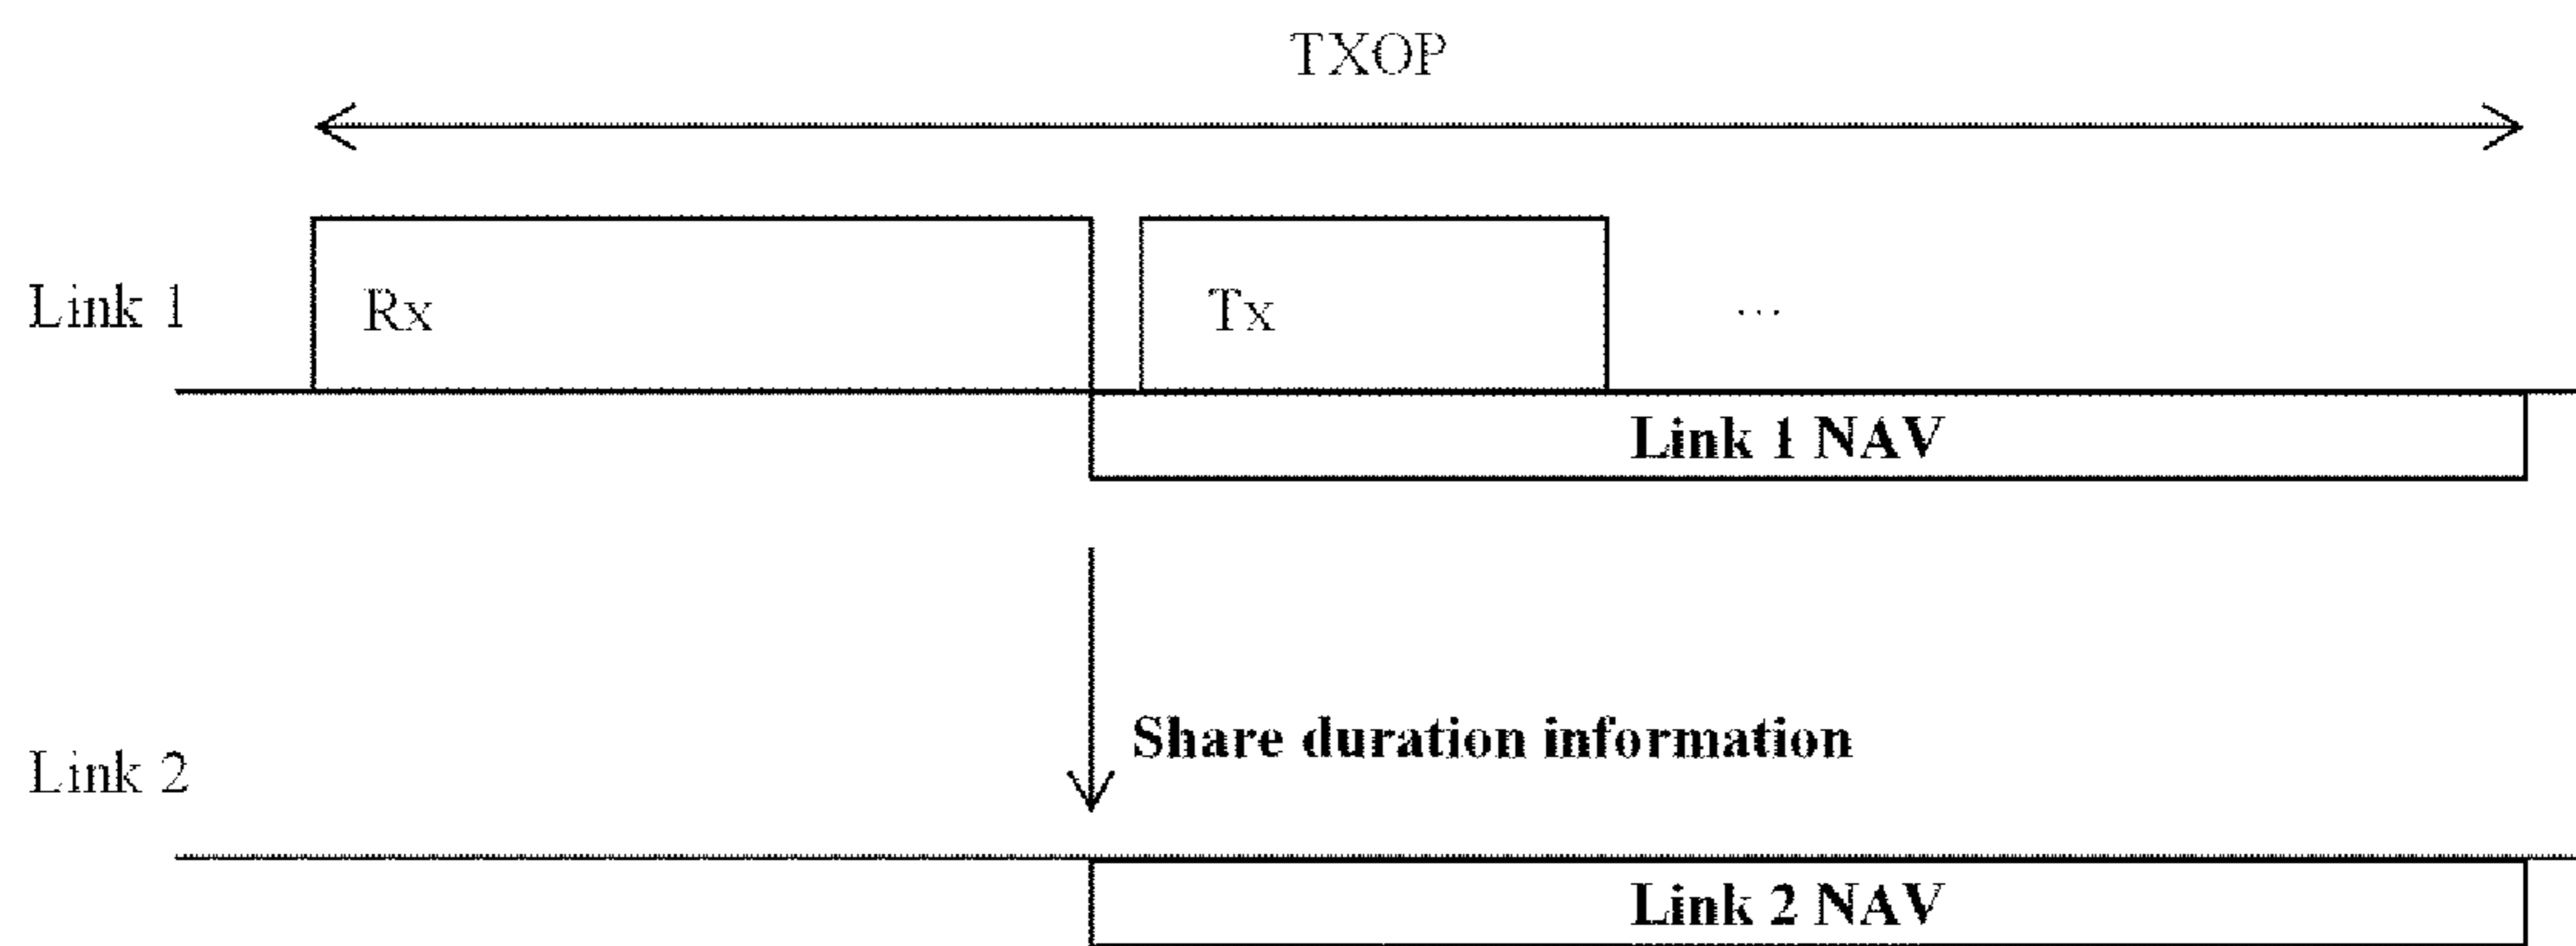 TXOP
Link 1
Rx
Tx
...
Link 1 NAV
Share duration information
Link 2
Link 2 NAV